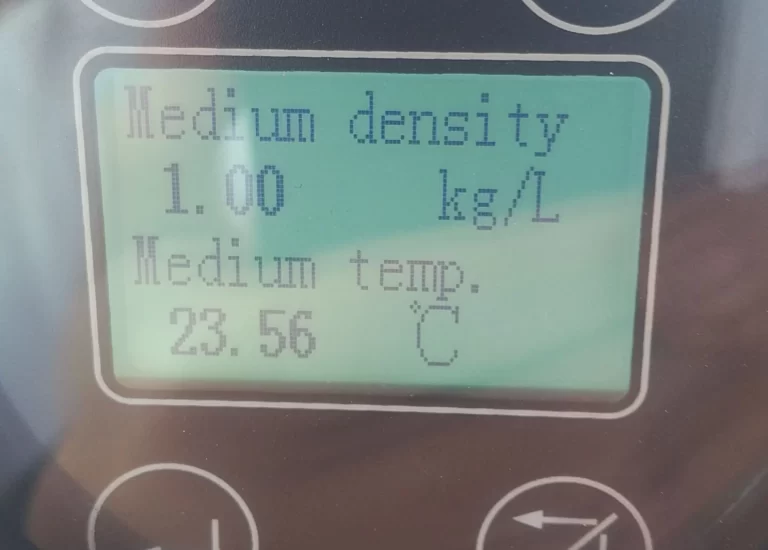 Medium density
1.00 kg/L
Medium temp.
23.56 ℃